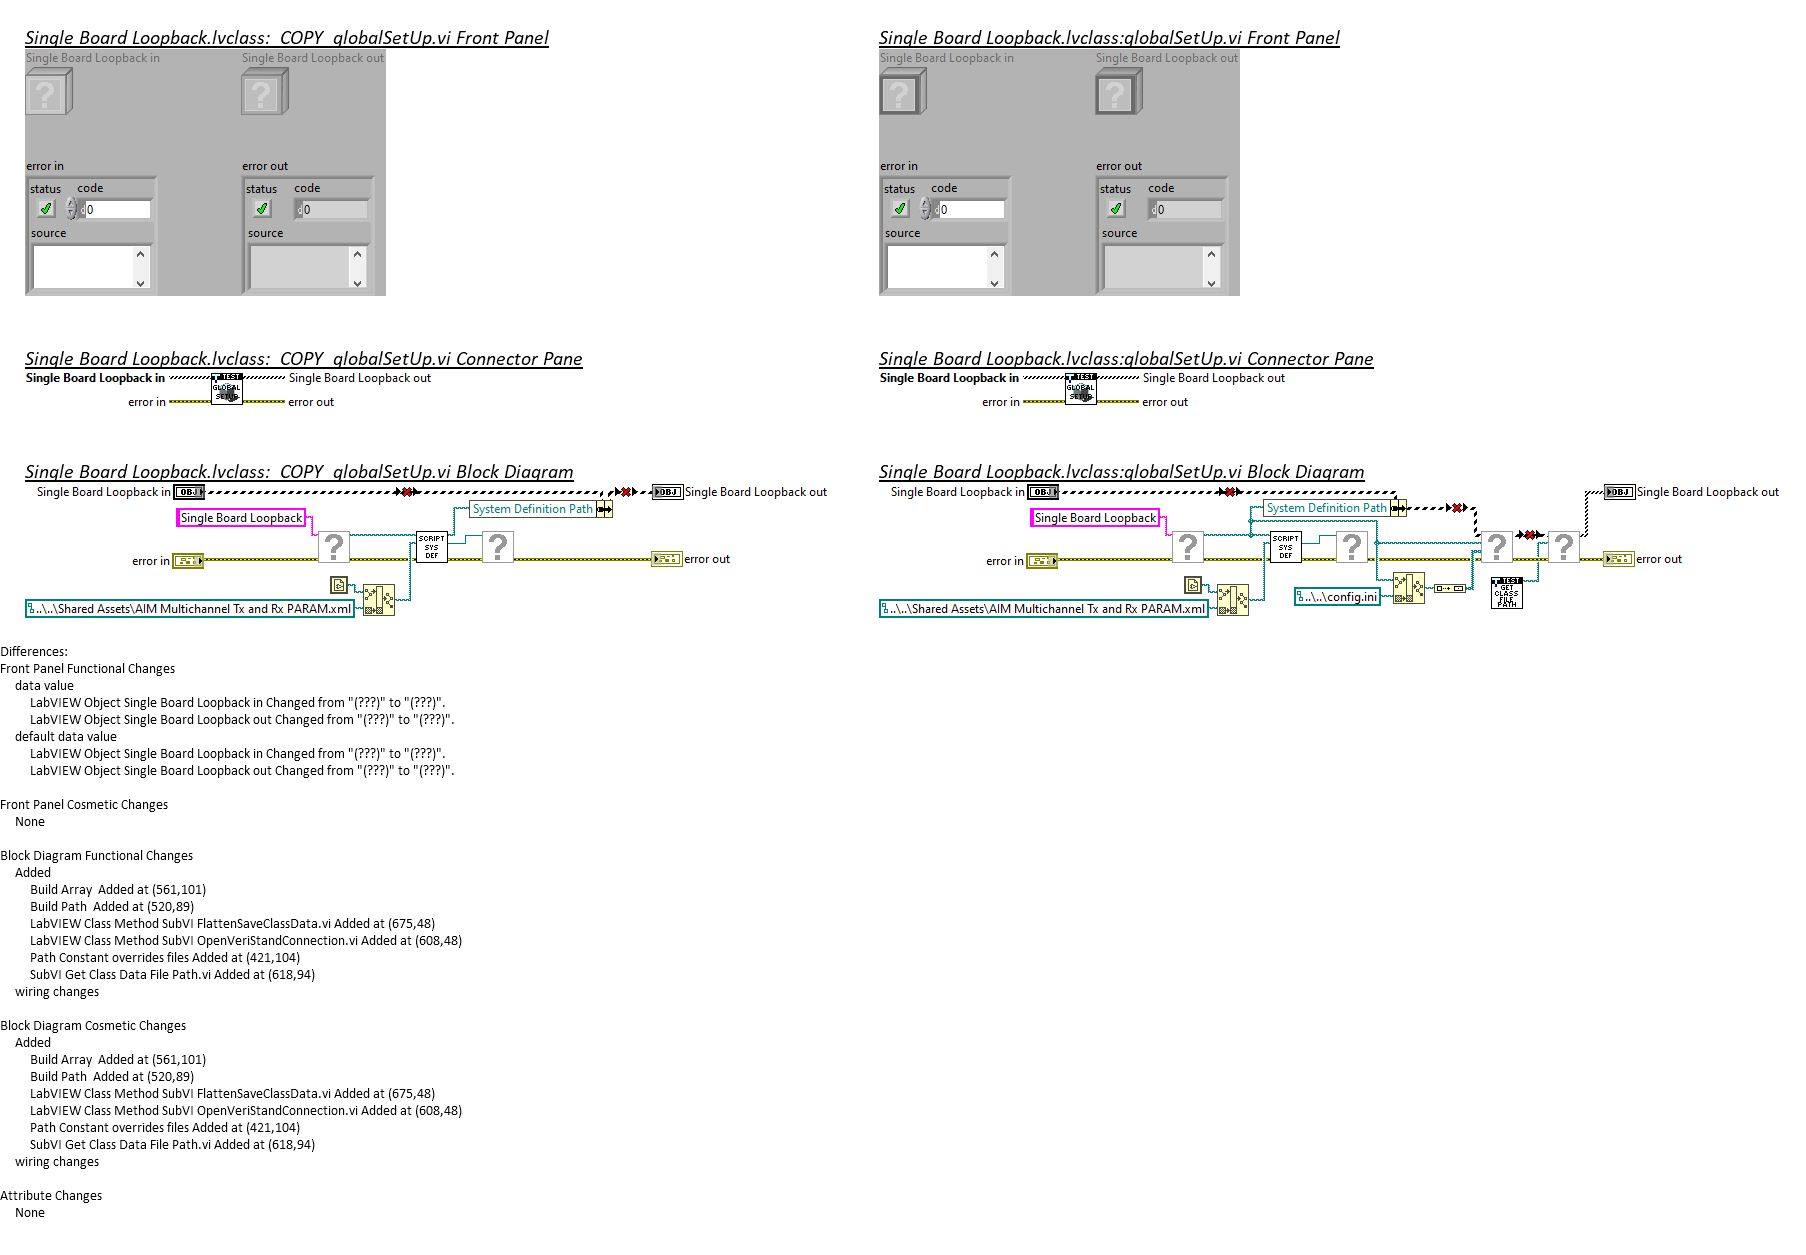 Single Board Loopback.lvclass:_COPY_globalSetUp.vi Front Panel
Single Board Loopback in
Single Board Loopback out
?
?
error in
error out
status code
status code
0
0
source
source
Single Board Loopback.lvclass:_COPY_globalSetUp.vi Connector Pane
Single Board Loopback in
TEST
GLOBAL
SETUP
Single Board Loopback out
error in
error out
Single Board Loopback.lvclass:_COPY_globalSetUp.vi Block Diagram
Single Board Loopback in
OBJ
OBJ
Single Board Loopback out
System Definition Path
Single Board Loopback
?
SCRIPT
SYS
DEF
?
error in
error out
..\..\Shared Assets\AIM Multichannel Tx and Rx PARAM.xml
Single Board Loopback.lvclass:globalSetUp.vi Front Panel
Single Board Loopback in
Single Board Loopback out
?
?
error in
error out
status code
status code
0
0
source
source
Single Board Loopback.lvclass:globalSetUp.vi Connector Pane
Single Board Loopback in
TEST
GLOBAL
SETUP
Single Board Loopback out
error in
error out
Single Board Loopback.lvclass:globalSetUp.vi Block Diagram
Single Board Loopback in
OBJ
OBJ
Single Board Loopback out
System Definition Path
Single Board Loopback
?
SCRIPT
SYS
DEF
?
?
?
error in
error out
..\..\config.ini
TEST
GET
CLASS
FILE
PATH
..\..\Shared Assets\AIM Multichannel Tx and Rx PARAM.xml
Differences:
Front Panel Functional Changes
data value
LabVIEW Object Single Board Loopback in Changed from "(???)" to "(???)".
LabVIEW Object Single Board Loopback out Changed from "(???)" to "(???)".
default data value
LabVIEW Object Single Board Loopback in Changed from "(???)" to "(???)".
LabVIEW Object Single Board Loopback out Changed from "(???)" to "(???)".
Front Panel Cosmetic Changes
None
Block Diagram Functional Changes
Added
Build Array  Added at (561,101)
Build Path  Added at (520,89)
LabVIEW Class Method SubVI FlattenSaveClassData.vi Added at (675,48)
LabVIEW Class Method SubVI OpenVeriStandConnection.vi Added at (608,48)
Path Constant overrides files Added at (421,104)
SubVI Get Class Data File Path.vi Added at (618,94)
wiring changes
Block Diagram Cosmetic Changes
Added
Build Array  Added at (561,101)
Build Path  Added at (520,89)
LabVIEW Class Method SubVI FlattenSaveClassData.vi Added at (675,48)
LabVIEW Class Method SubVI OpenVeriStandConnection.vi Added at (608,48)
Path Constant overrides files Added at (421,104)
SubVI Get Class Data File Path.vi Added at (618,94)
wiring changes
Attribute Changes
None